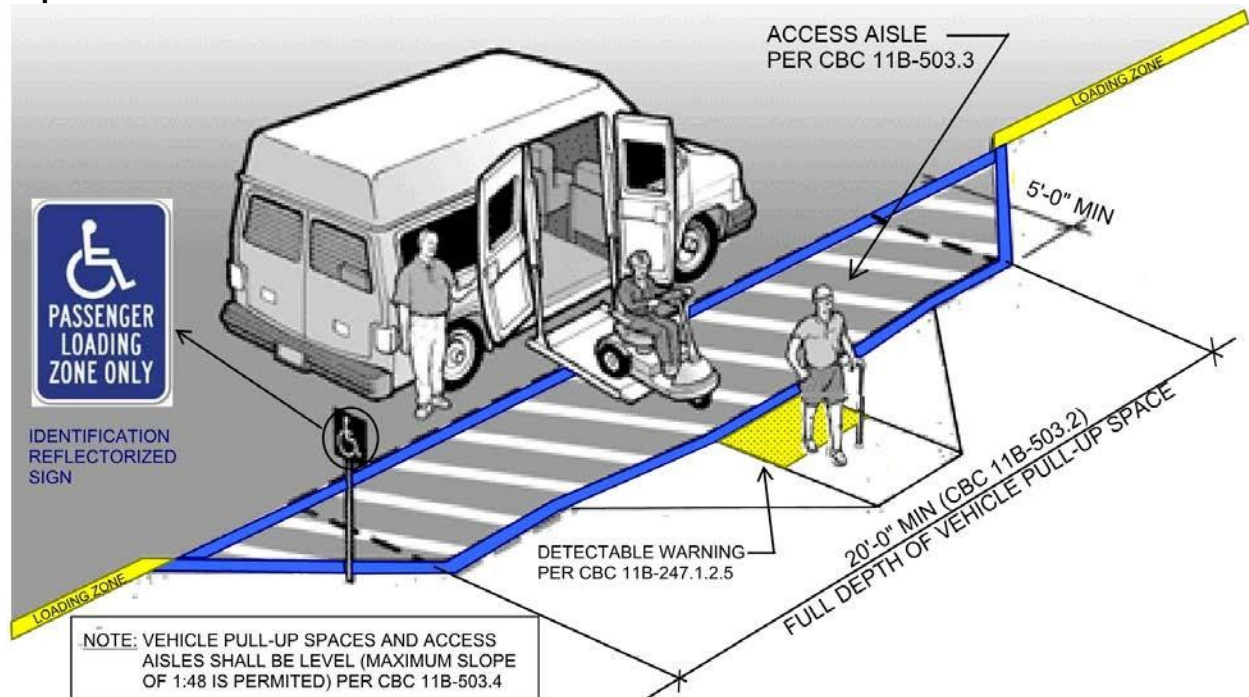 ACCESS AISLE
PER CBC 11B-503.3
LOADING ZONE
5'-0" MIN
PASSENGER
LOADING
ZONE ONLY
IDENTIFICATION
REFLECTORIZED
SIGN
20'-0" MIN (CBC 11B-503.2)
FULL DEPTH OF VEHICLE PULL-UP SPACE
DETECTABLE WARNING
PER CBC 11B-247.1.2.5
LOADING ZONE
NOTE: VEHICLE PULL-UP SPACES AND ACCESS
AISLES SHALL BE LEVEL (MAXIMUM SLOPE
OF 1:48 IS PERMITED) PER CBC 11B-503.4